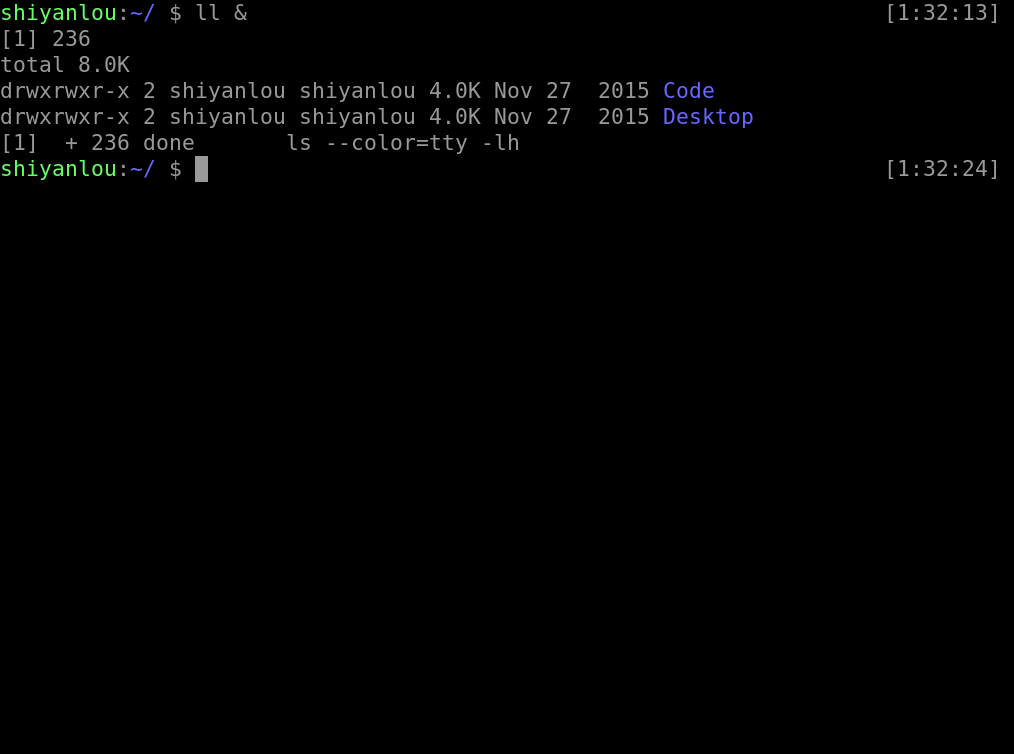 shiyanlou:~/ $ ll & [1:32:13]
[1] 236
total 8.0K
drwxrwxr-x 2 shiyanlou shiyanlou 4.0K Nov 27  2015 Code
drwxrwxr-x 2 shiyanlou shiyanlou 4.0K Nov 27  2015 Desktop
[1]  + 236 done       ls --color=tty -lh
shiyanlou:~/ $ [1:32:24]